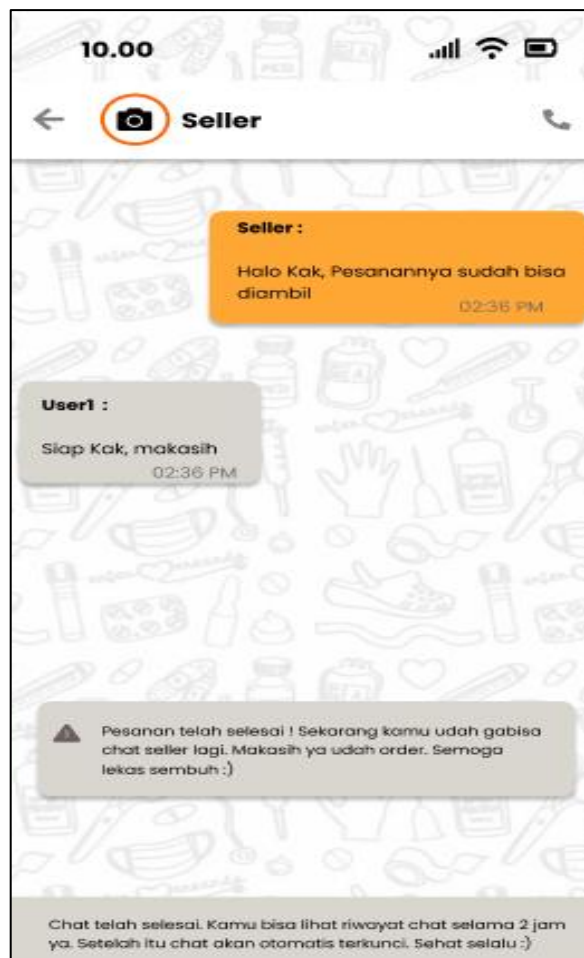 10.00
Seller
Seller :
Halo Kak, Pesanannya sudah bisa
diambil
02:36 PM
User1 :
Siap Kak, makasih
02:36 PM
Pesanan telah selesai ! Sekarang kamu udah gabisa
chat seller lagi. Makasih ya udah order. Semoga
lekas sembuh :)
Chat telah selesai. Kamu bisa lihat riwayat chat selama 2 jam
ya. Setelah itu chat akan otomatis terkunci. Sehat selalu :)